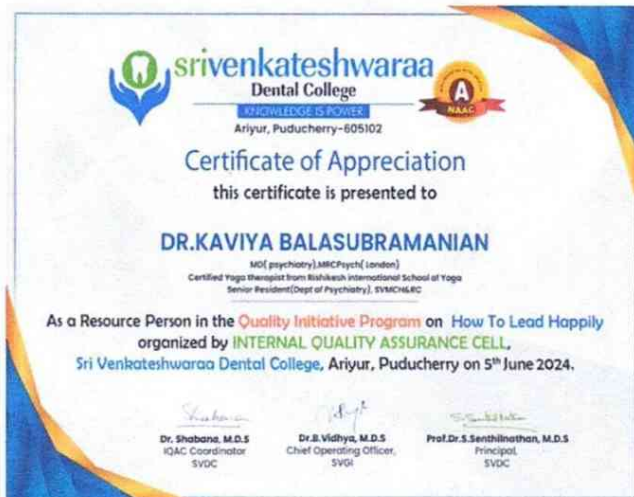 srivenkateshwaraa
Dental College
KNOWLEDGE IS POWER
Ariyur, Puducherry-605102
A
NAAC
Certificate of Appreciation
this certificate is presented to
DR.KAVIYA BALASUBRAMANIAN
MD( psychiatry),MRCPsych( London)
Certified Yoga therapist from Rishikesh International School of Yoga
Senior Resident(Dept of Psychiatry), SVMCH&RC
As a Resource Person in the Quality Initiative Program on How To Lead Happily
organized by INTERNAL QUALITY ASSURANCE CELL,
Sri Venkateshwaraa Dental College, Ariyur, Puducherry on 5th June 2024.
Dr. Shabana, M.D.S
IQAC Coordinator
SVDC
Dr.B.Vidhya, M.D.S
Chief Operating Officer,
SVGI
Prof.Dr.S.Senthilnathan, M.D.S
Principal,
SVDC